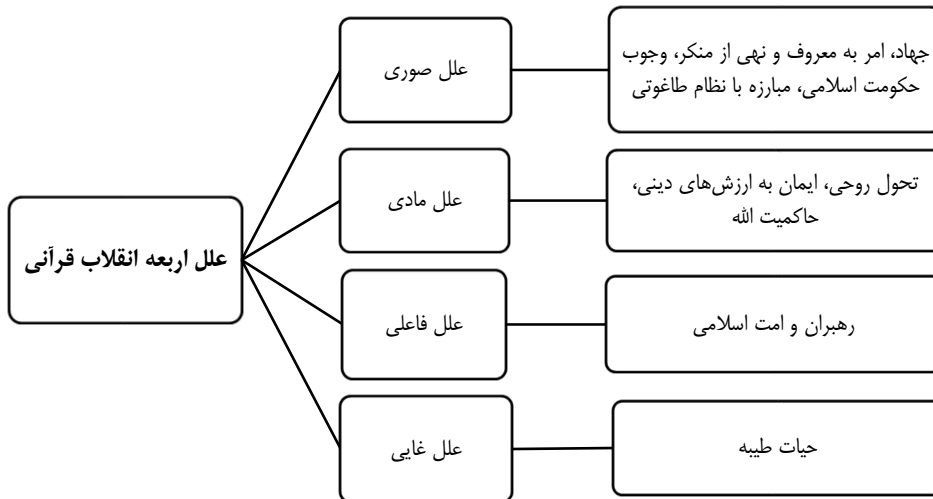 علل اربعه انقلاب قرآنی
علل صوری
جهاد، امر به معروف و نهی از منکر، وجوب
حکومت اسلامی، مبارزه با نظام طاغوتی
علل مادی
تحول روحی، ایمان به ارزش‌های دینی،
حاکمیت الله
علل فاعلی
رهبران و امت اسلامی
علل غایی
حیات طیبه